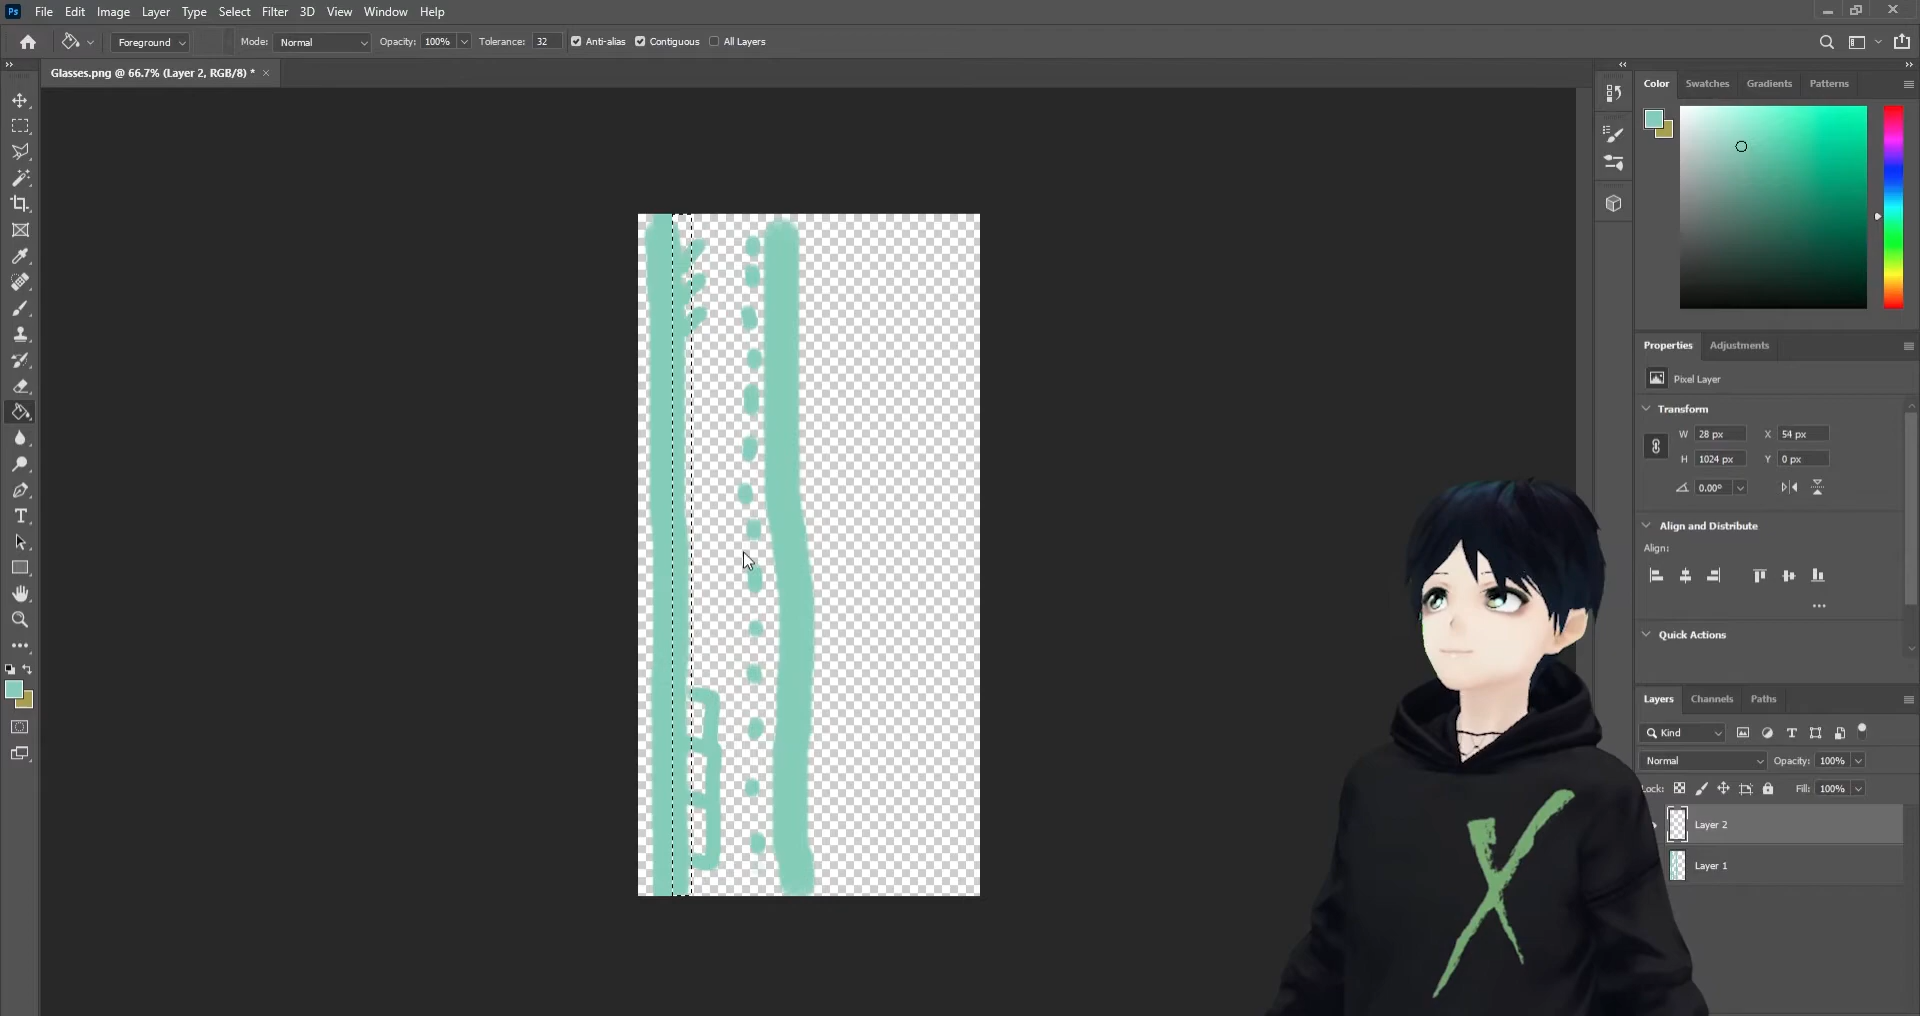 Ps File Edit Image Layer Type Select Filter 3D View Window Help
Foreground Mode: Normal Opacity: 100% Tolerance: 32 Anti-alias Contiguous All Layers
Glasses.png @ 66.7% (Layer 2, RGB/8) * ×
Color Swatches Gradients Patterns
Properties Adjustments
Pixel Layer
Transform
W 28 px X 54 px
H 1024 px Y 0 px
0.00°
Align and Distribute
Align:
Quick Actions
Layers Channels Paths
Kind
Normal Opacity: 100%
Lock: Fill: 100%
Layer 2
Layer 1